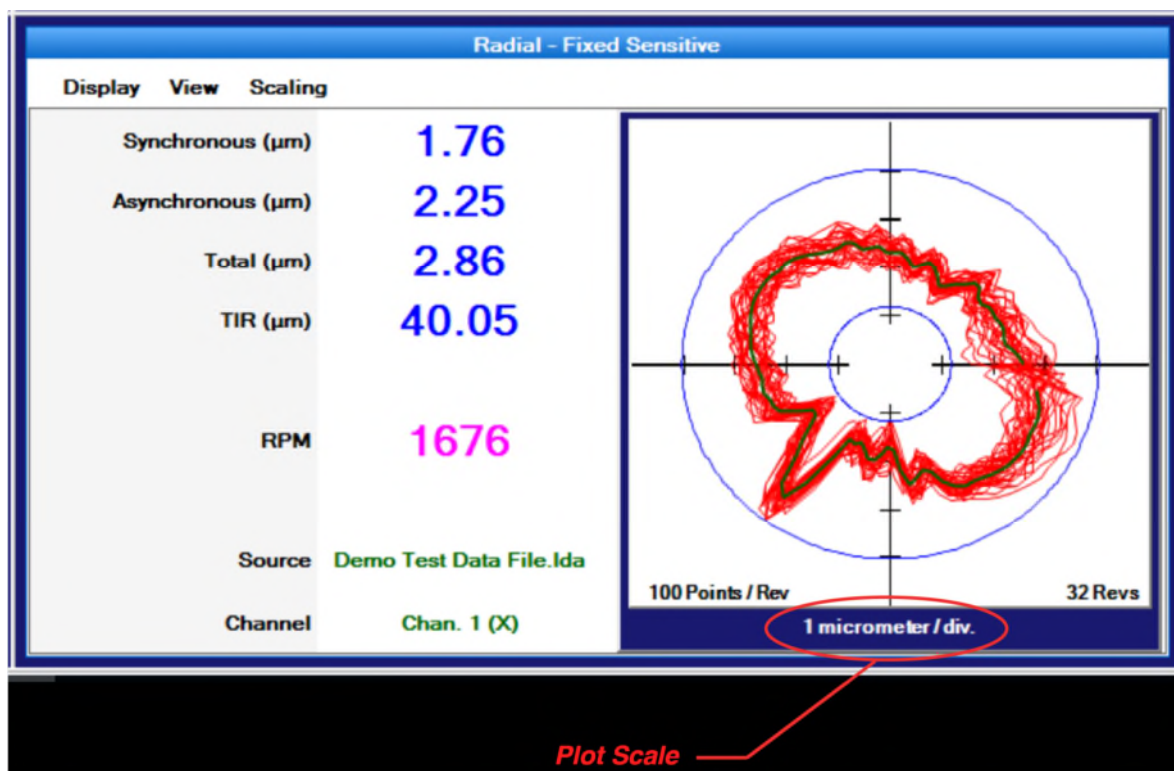 Radial - Fixed Sensitive
Display View Scaling
Synchronous (µm) 1.76
Asynchronous (µm) 2.25
Total (µm) 2.86
TIR (µm) 40.05
RPM 1676
Source Demo Test Data File.lda
Channel Chan. 1 (X)
100 Points / Rev 32 Revs
1 micrometer / div.
Plot Scale